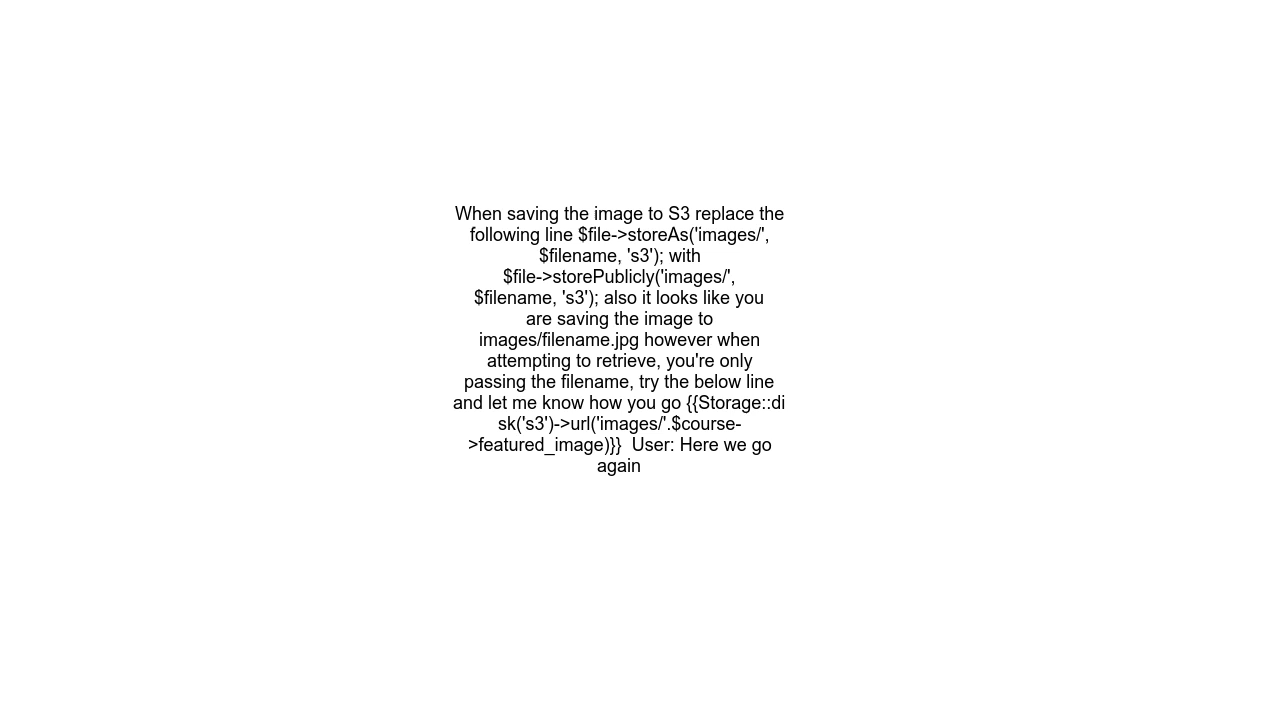 When saving the image to S3 replace the
following line $file->storeAs('images/',
$filename, 's3'); with
$file->storePublicly('images/',
$filename, 's3'); also it looks like you
are saving the image to
images/filename.jpg however when
attempting to retrieve, you're only
passing the filename, try the below line
and let me know how you go {{Storage::di
sk('s3')->url('images/'.$course-
>featured_image)}}  User: Here we go
again